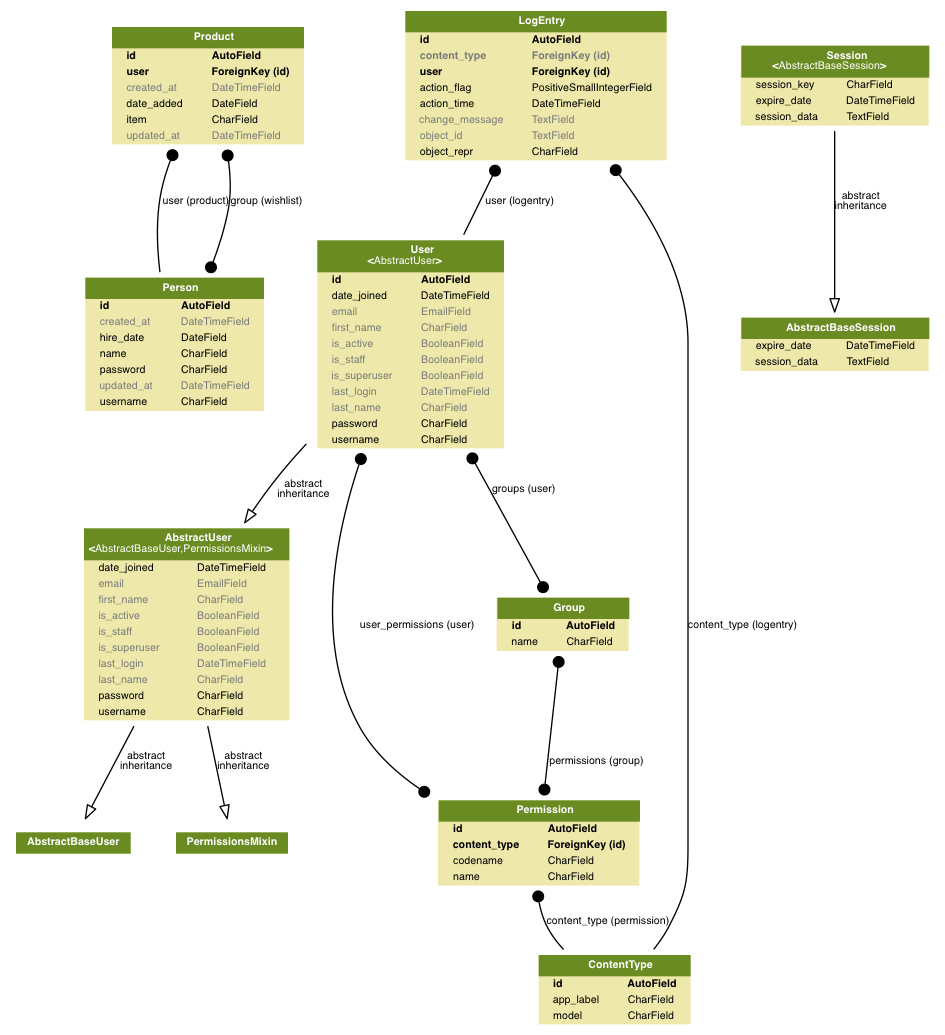 Product
id AutoField
user ForeignKey (id)
created_at DateTimeField
date_added DateField
item CharField
updated_at DateTimeField
LogEntry
id AutoField
content_type ForeignKey (id)
user ForeignKey (id)
action_flag PositiveSmallIntegerField
action_time DateTimeField
change_message TextField
object_id TextField
object_repr CharField
Session
<AbstractBaseSession>
session_key CharField
expire_date DateTimeField
session_data TextField
user (product)
group (wishlist)
user (logentry)
abstract
inheritance
Person
id AutoField
created_at DateTimeField
hire_date DateField
name CharField
password CharField
updated_at DateTimeField
username CharField
User
<AbstractUser>
id AutoField
date_joined DateTimeField
email EmailField
first_name CharField
is_active BooleanField
is_staff BooleanField
is_superuser BooleanField
last_login DateTimeField
last_name CharField
password CharField
username CharField
AbstractBaseSession
expire_date DateTimeField
session_data TextField
abstract
inheritance
groups (user)
AbstractUser
<AbstractBaseUser,PermissionsMixin>
date_joined DateTimeField
email EmailField
first_name CharField
is_active BooleanField
is_staff BooleanField
is_superuser BooleanField
last_login DateTimeField
last_name CharField
password CharField
username CharField
user_permissions (user)
Group
id AutoField
name CharField
content_type (logentry)
abstract
inheritance
abstract
inheritance
permissions (group)
AbstractBaseUser
PermissionsMixin
Permission
id AutoField
content_type ForeignKey (id)
codename CharField
name CharField
content_type (permission)
ContentType
id AutoField
app_label CharField
model CharField